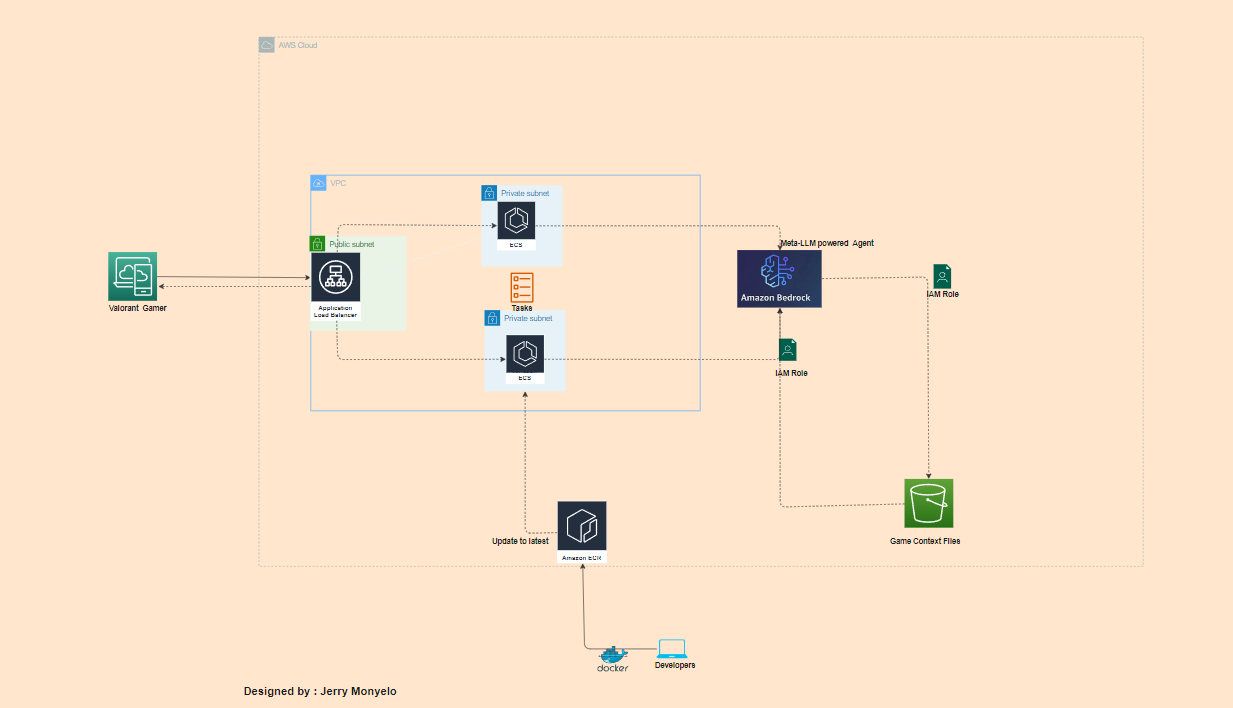 AWS Cloud
VPC
Private subnet
ECS
Public subnet
Meta-LLM powered Agent
Application
Load Balancer
Amazon Bedrock
IAM Role
Valorant Gamer
Tasks
Private subnet
ECS
IAM Role
Update to latest
Amazon ECR
Game Context Files
docker
Developers
Designed by : Jerry Monyelo